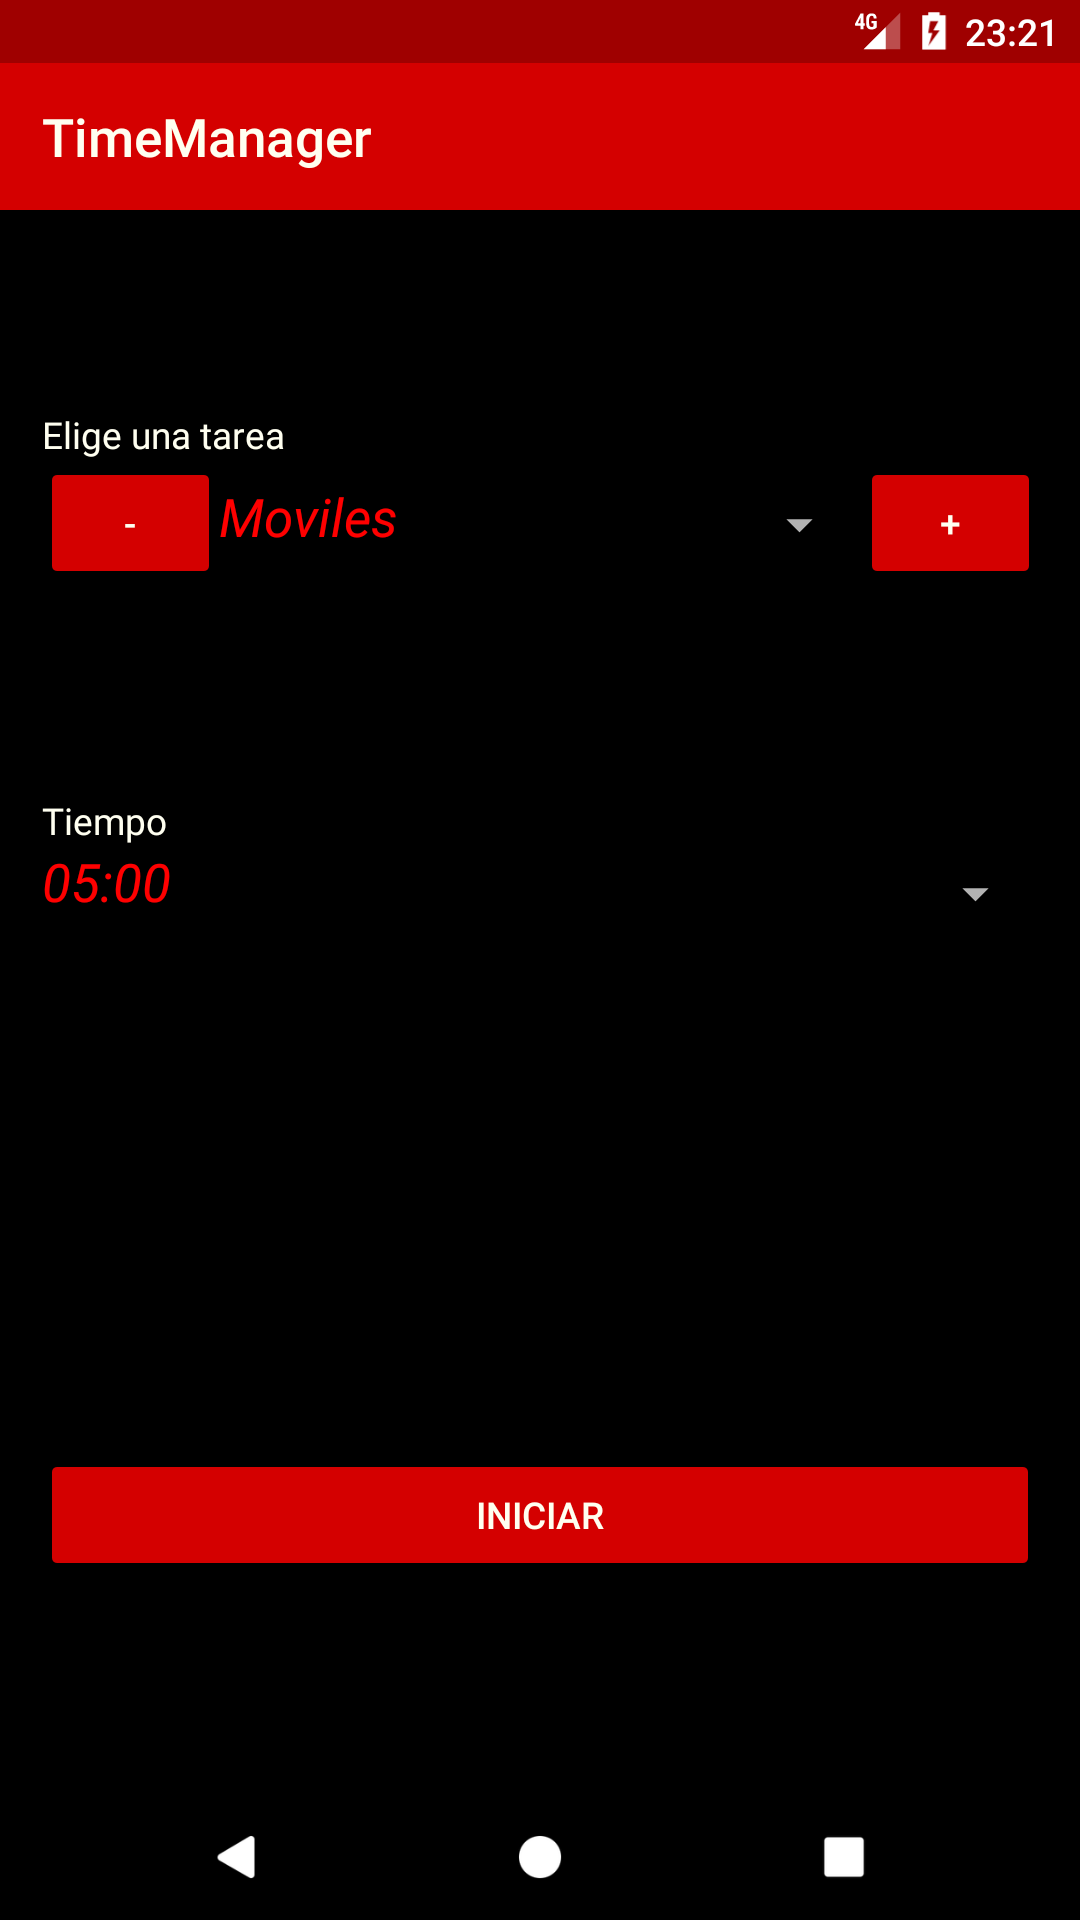 4G 23:21
TimeManager
Elige una tarea
- Moviles +
Tiempo
05:00
INICIAR